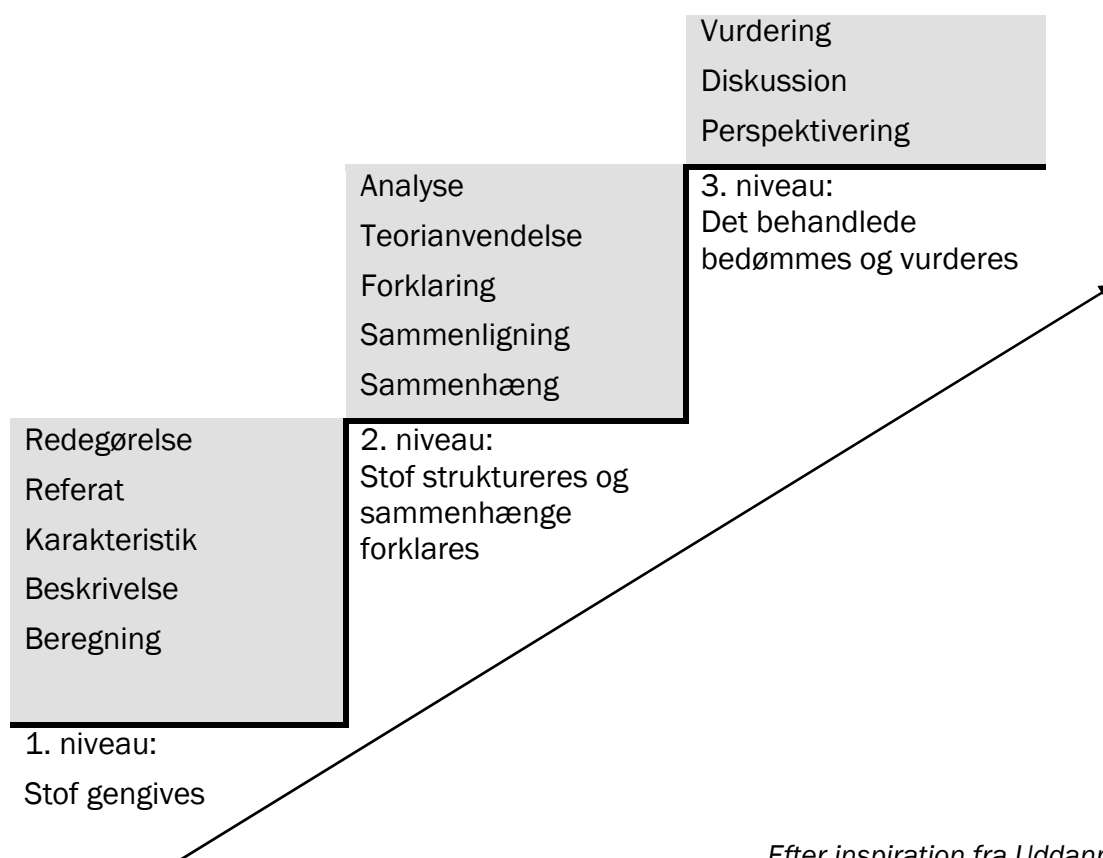 Vurdering
Diskussion
Perspektivering
3. niveau:
Det behandlede
bedømmes og vurderes
Analyse
Teorianvendelse
Forklaring
Sammenligning
Sammenhæng
2. niveau:
Stof struktureres og
sammenhænge
forklares
Redegørelse
Referat
Karakteristik
Beskrivelse
Beregning
1. niveau:
Stof gengives
Efter inspiration fra